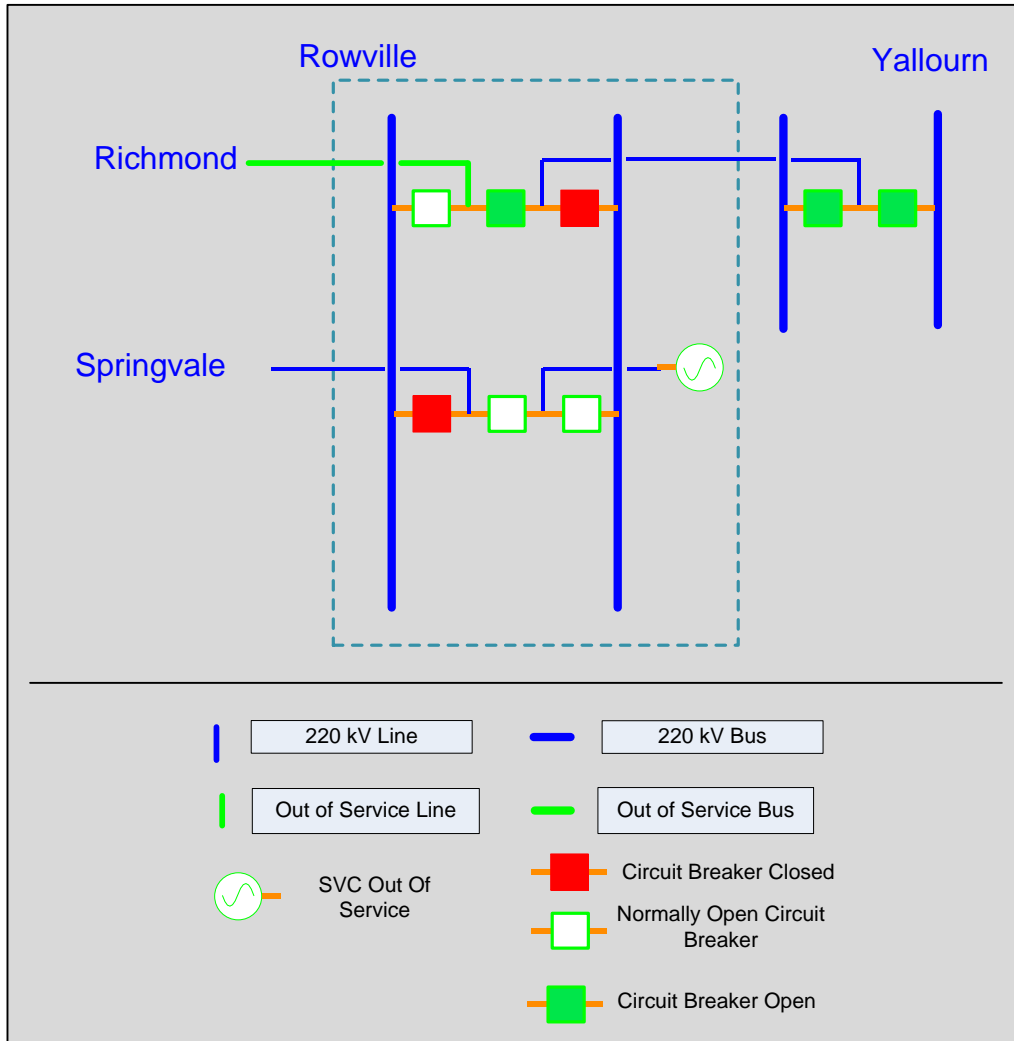 Rowville
Yallourn
Richmond
Springvale
220 kV Line
220 kV Bus
Out of Service Line
Out of Service Bus
SVC Out Of
Service
Circuit Breaker Closed
Normally Open Circuit
Breaker
Circuit Breaker Open